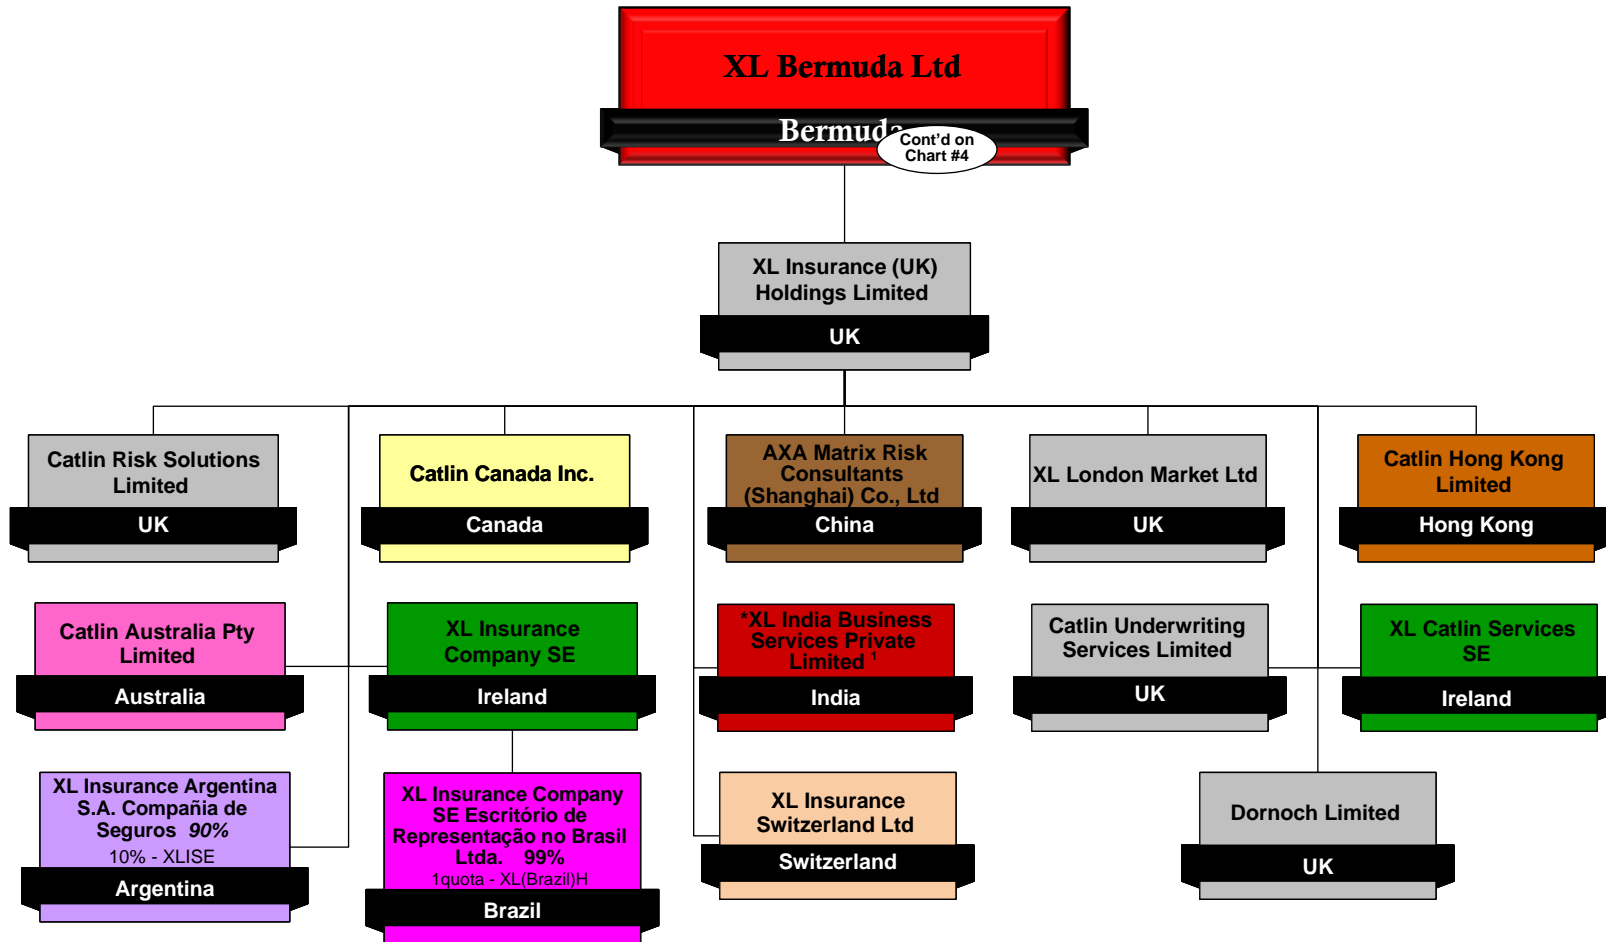 XL Bermuda Ltd
Bermuda
Cont'd on
Chart #4
XL Insurance (UK)
Holdings Limited
UK
Catlin Risk Solutions
Limited
UK
Catlin Canada Inc.
Canada
AXA Matrix Risk
Consultants
(Shanghai) Co., Ltd
China
XL London Market Ltd
UK
Catlin Hong Kong
Limited
Hong Kong
Catlin Australia Pty
Limited
Australia
XL Insurance
Company SE
Ireland
*XL India Business
Services Private
Limited ¹
India
Catlin Underwriting
Services Limited
UK
XL Catlin Services
SE
Ireland
XL Insurance Argentina
S.A. Compañia de
Seguros 90%
10% - XLISE
Argentina
XL Insurance Company
SE Escritório de
Representação no Brasil
Ltda. 99%
1quota - XL(Brazil)H
Brazil
XL Insurance
Switzerland Ltd
Switzerland
Dornoch Limited
UK